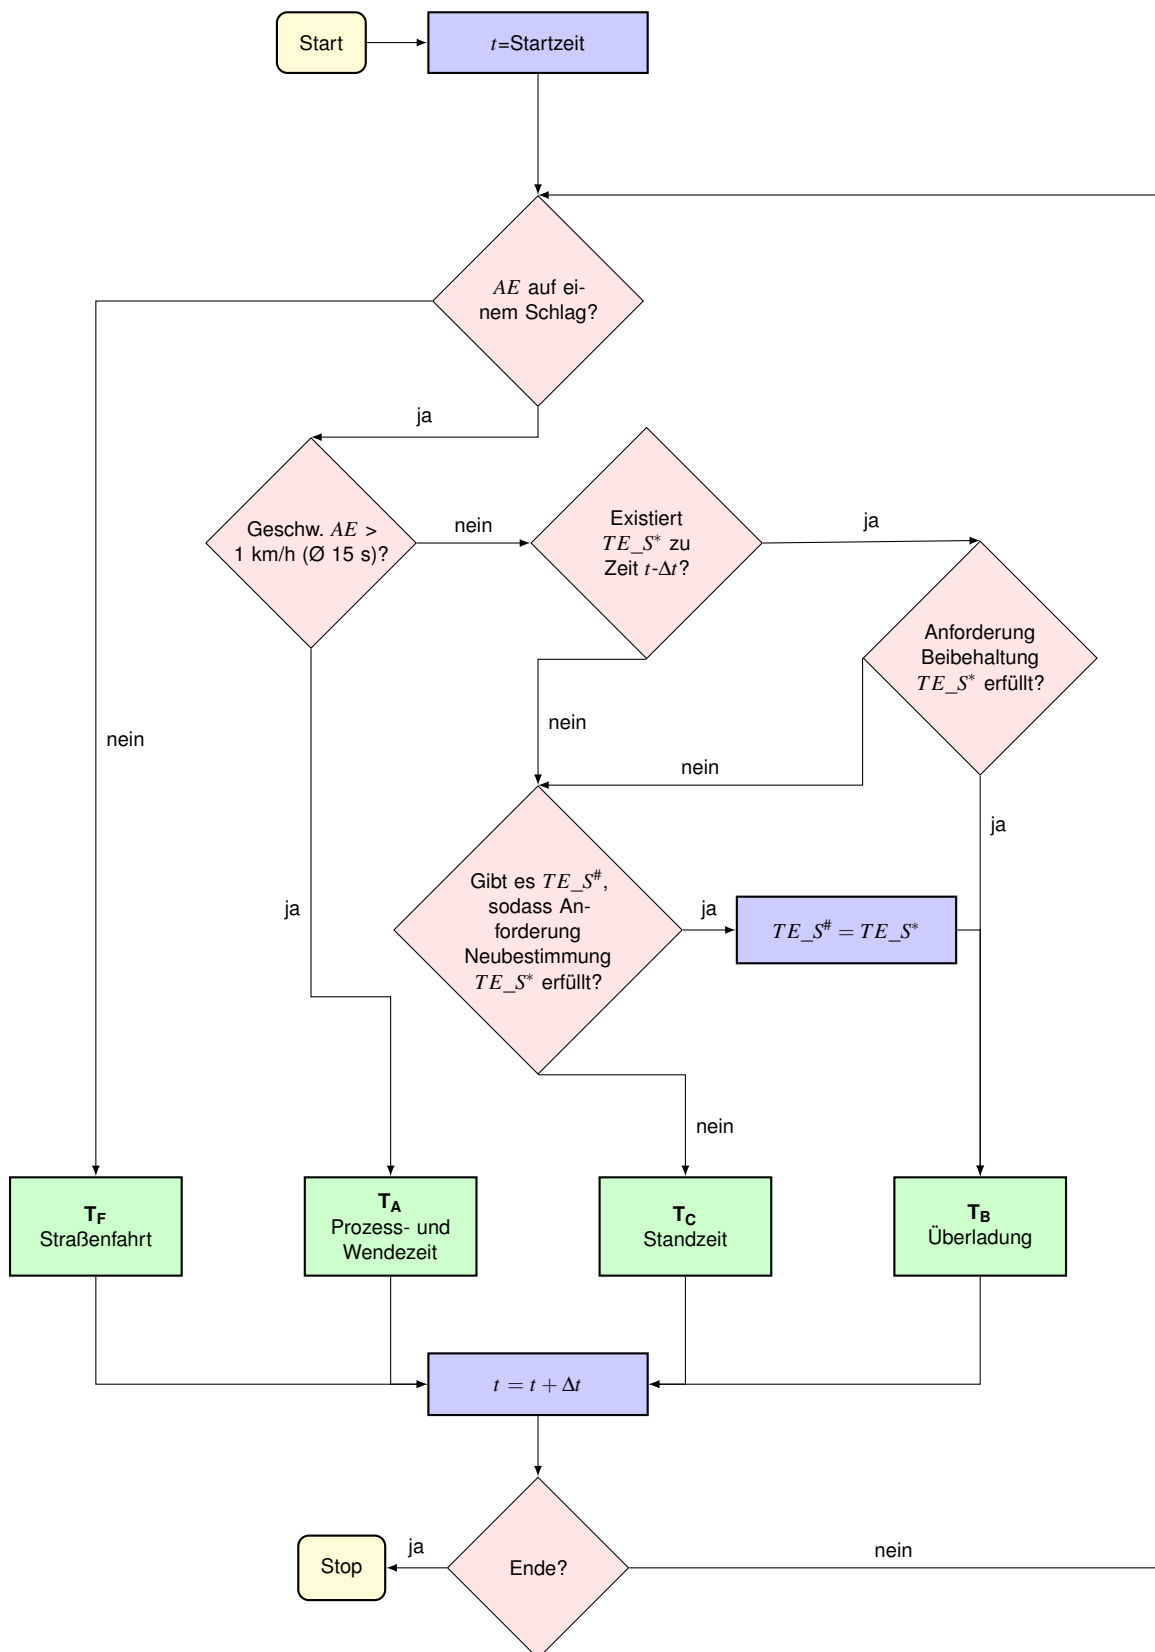 Start
t=Startzeit
AE auf ei-
nem Schlag?
ja
nein
Geschw. AE >
1 km/h (Ø 15 s)?
nein
Existiert
TE_S* zu
Zeit t-Δt?
ja
Anforderung
Beibehaltung
TE_S* erfüllt?
nein
nein
ja
ja
Gibt es TE_S#,
sodass An-
forderung
Neubestimmung
TE_S* erfüllt?
ja
TE_S# = TE_S*
nein
TF
Straßenfahrt
TA
Prozess- und
Wendezeit
TC
Standzeit
TB
Überladung
t = t + Δt
Ende?
ja
Stop
nein